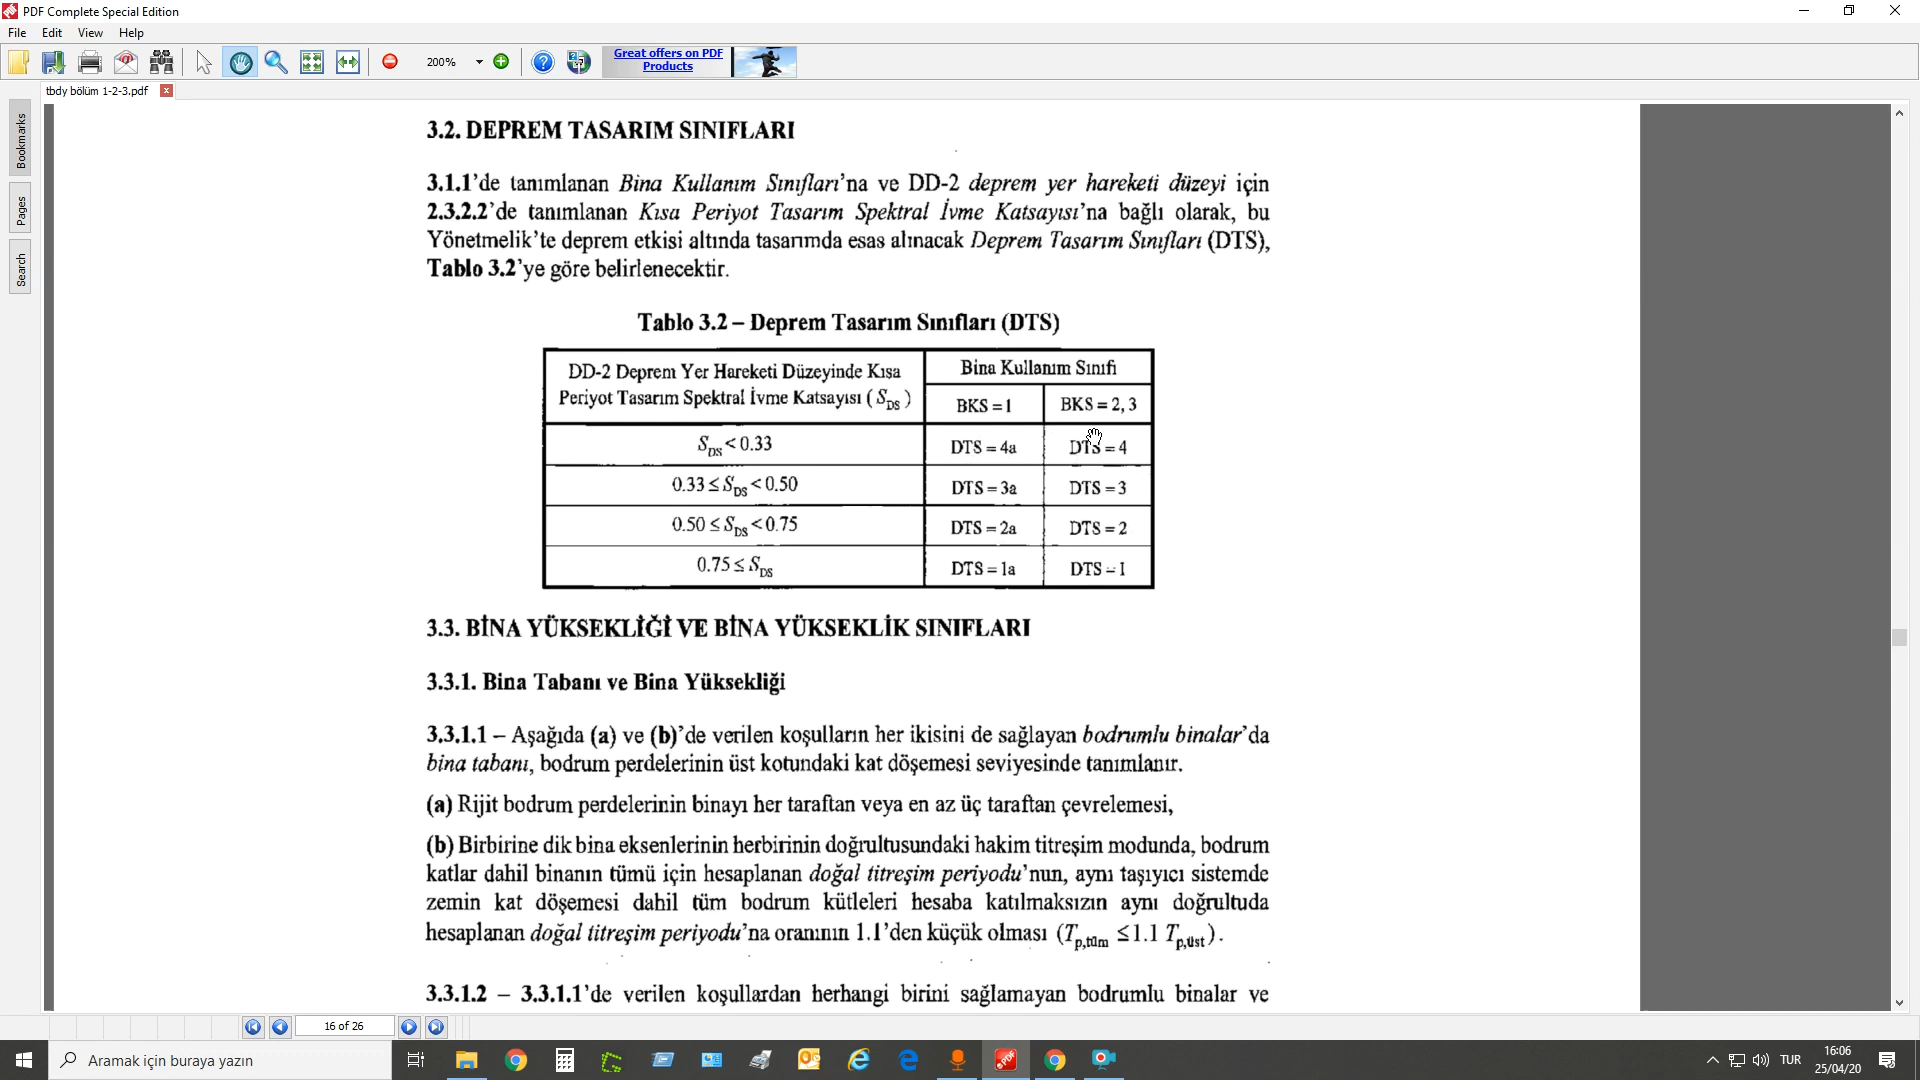 PDF Complete Special Edition
File Edit View Help
200%
Great offers on PDF
Products
tbdy bölüm 1-2-3.pdf
Bookmarks
Pages
Search
3.2. DEPREM TASARIM SINIFLARI
3.1.1'de tanımlanan Bina Kullanım Sınıfları'na ve DD-2 deprem yer hareketi düzeyi için
2.3.2.2'de tanımlanan Kısa Periyot Tasarım Spektral İvme Katsayısı'na bağlı olarak, bu
Yönetmelik'te deprem etkisi altında tasarımda esas alınacak Deprem Tasarım Sınıfları (DTS),
Tablo 3.2'ye göre belirlenecektir.
Tablo 3.2 – Deprem Tasarım Sınıfları (DTS)
DD-2 Deprem Yer Hareketi Düzeyinde Kısa
Periyot Tasarım Spektral İvme Katsayısı (S_DS)
Bina Kullanım Sınıfı
BKS = 1 BKS = 2, 3
S_DS < 0.33 DTS = 4a DTS = 4
0.33 ≤ S_DS < 0.50 DTS = 3a DTS = 3
0.50 ≤ S_DS < 0.75 DTS = 2a DTS = 2
0.75 ≤ S_DS DTS = 1a DTS = 1
3.3. BİNA YÜKSEKLİĞİ VE BİNA YÜKSEKLİK SINIFLARI
3.3.1. Bina Tabanı ve Bina Yüksekliği
3.3.1.1 – Aşağıda (a) ve (b)'de verilen koşulların her ikisini de sağlayan bodrumlu binalar'da
bina tabanı, bodrum perdelerinin üst kotundaki kat döşemesi seviyesinde tanımlanır.
(a) Rijit bodrum perdelerinin binayı her taraftan veya en az üç taraftan çevrelemesi,
(b) Birbirine dik bina eksenlerinin herbirinin doğrultusundaki hakim titreşim modunda, bodrum
katlar dahil binanın tümü için hesaplanan doğal titreşim periyodu'nun, aynı taşıyıcı sistemde
zemin kat döşemesi dahil tüm bodrum kütleleri hesaba katılmaksızın aynı doğrultuda
hesaplanan doğal titreşim periyodu'na oranının 1.1'den küçük olması (T_p,tüm ≤ 1.1 T_p,üst).
3.3.1.2 – 3.3.1.1'de verilen koşullardan herhangi birini sağlamayan bodrumlu binalar ve
16 of 26
Aramak için buraya yazın
TUR
16:06
25/04/20